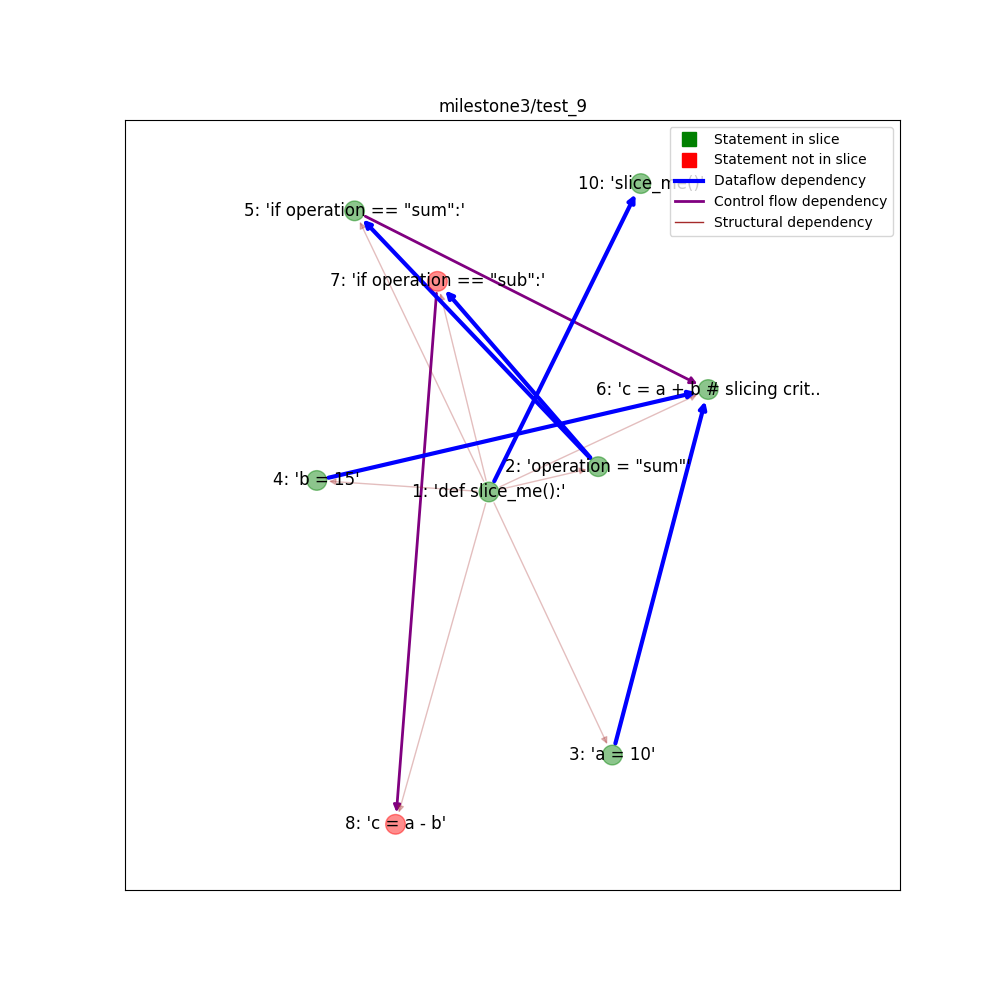 milestone3/test_9
Statement in slice
Statement not in slice
Dataflow dependency
Control flow dependency
Structural dependency
10: 'slice_me()'
5: 'if operation == "sum":'
7: 'if operation == "sub":'
6: 'c = a + b # slicing crit..
2: 'operation = "sum"'
4: 'b = 15'
1: 'def slice_me():'
3: 'a = 10'
8: 'c = a - b'